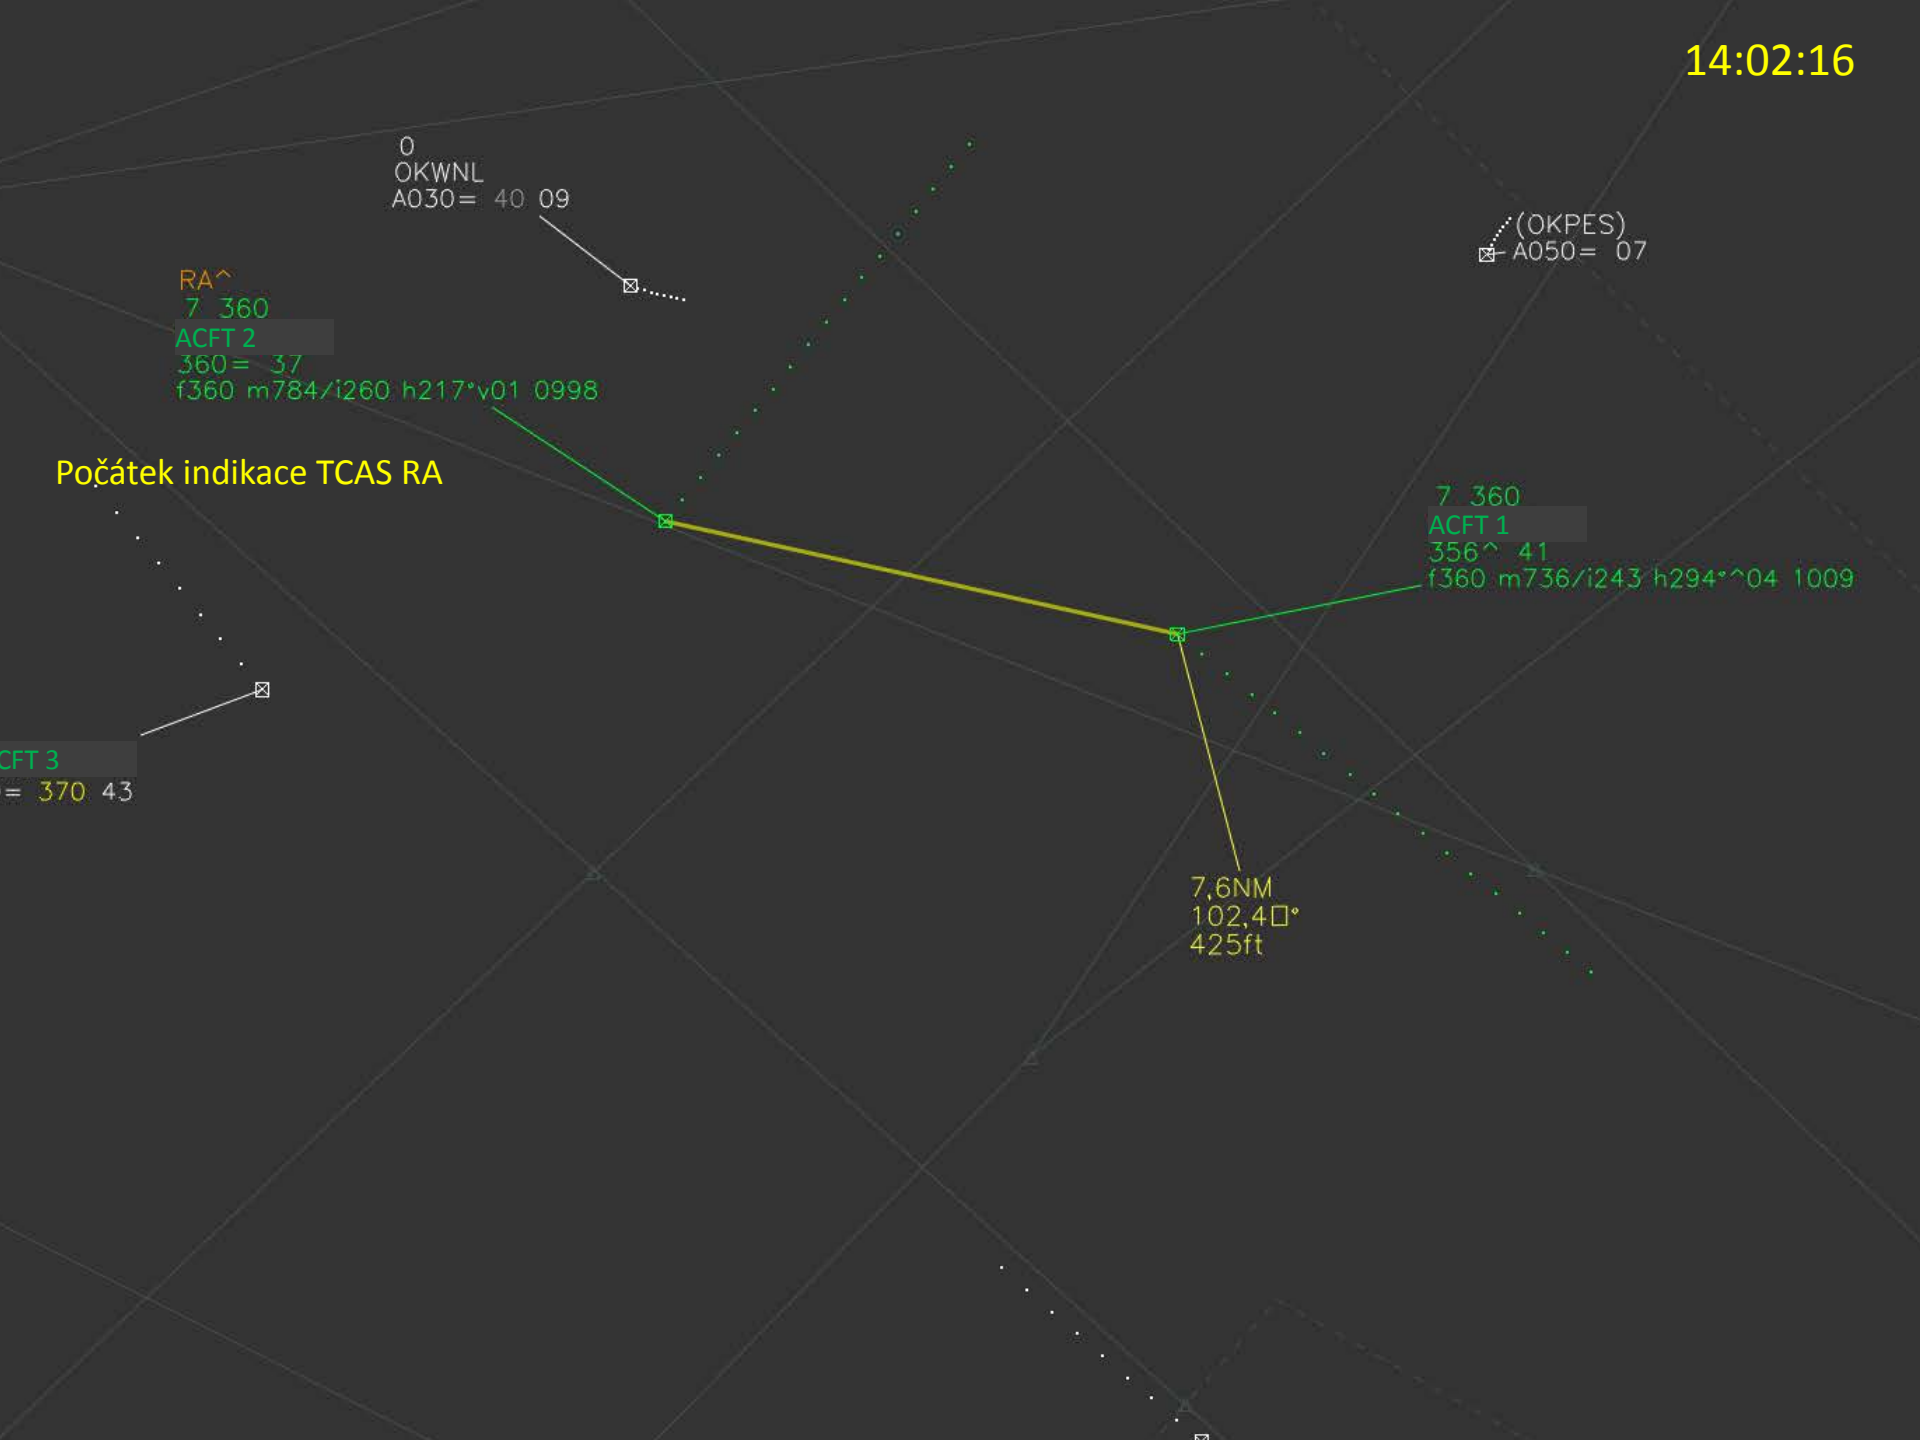 14:02:16
0
OKWNL
A030= 40 09
(OKPES)
A050= 07
RA^
7 360
ACFT 2
360= 37
f360 m784/i260 h217°v01 0998
Počátek indikace TCAS RA
7 360
ACFT 1
356^ 41
f360 m736/i243 h294°^04 1009
CFT 3
= 370 43
7,6NM
102,4□°
425ft